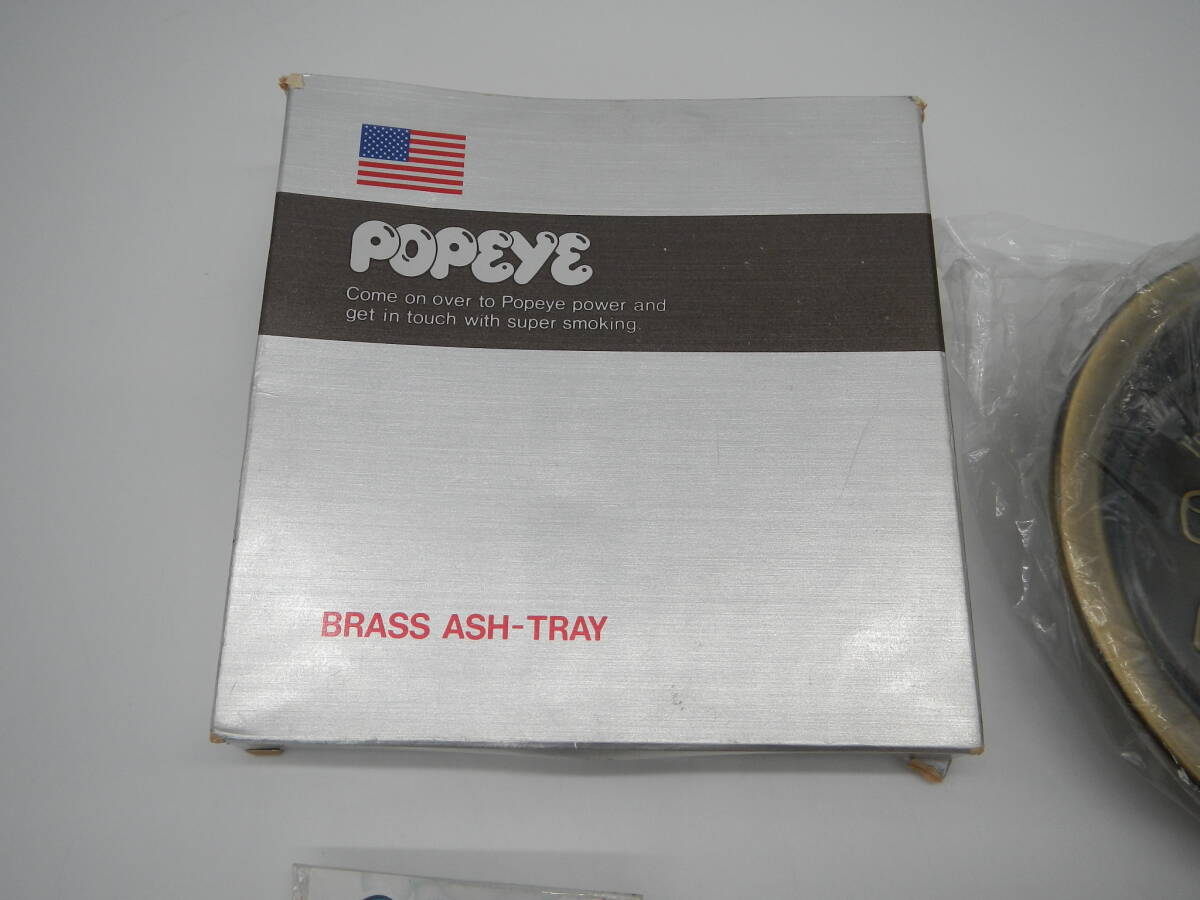 POPEYE
Come on over to Popeye power and
get in touch with super smoking.
BRASS ASH-TRAY